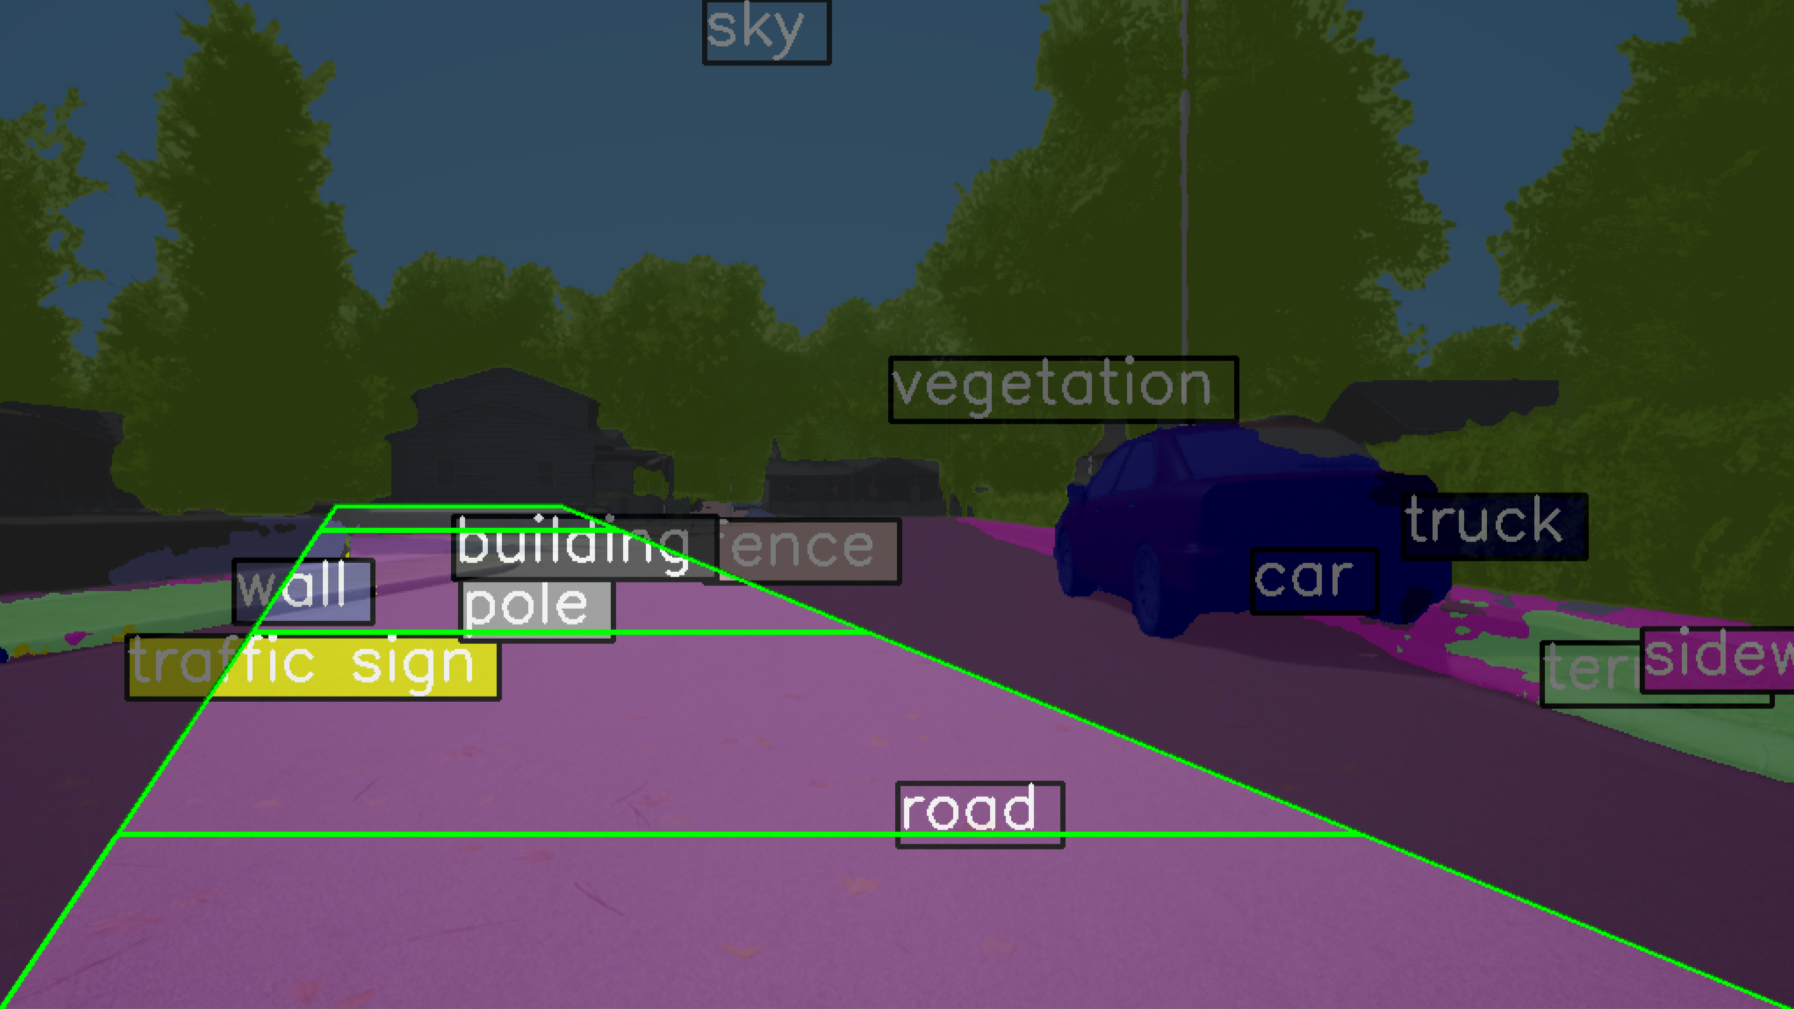 sky
vegetation
truck
building
ence
car
wall
pole
traffic sign
ter
sidew
road